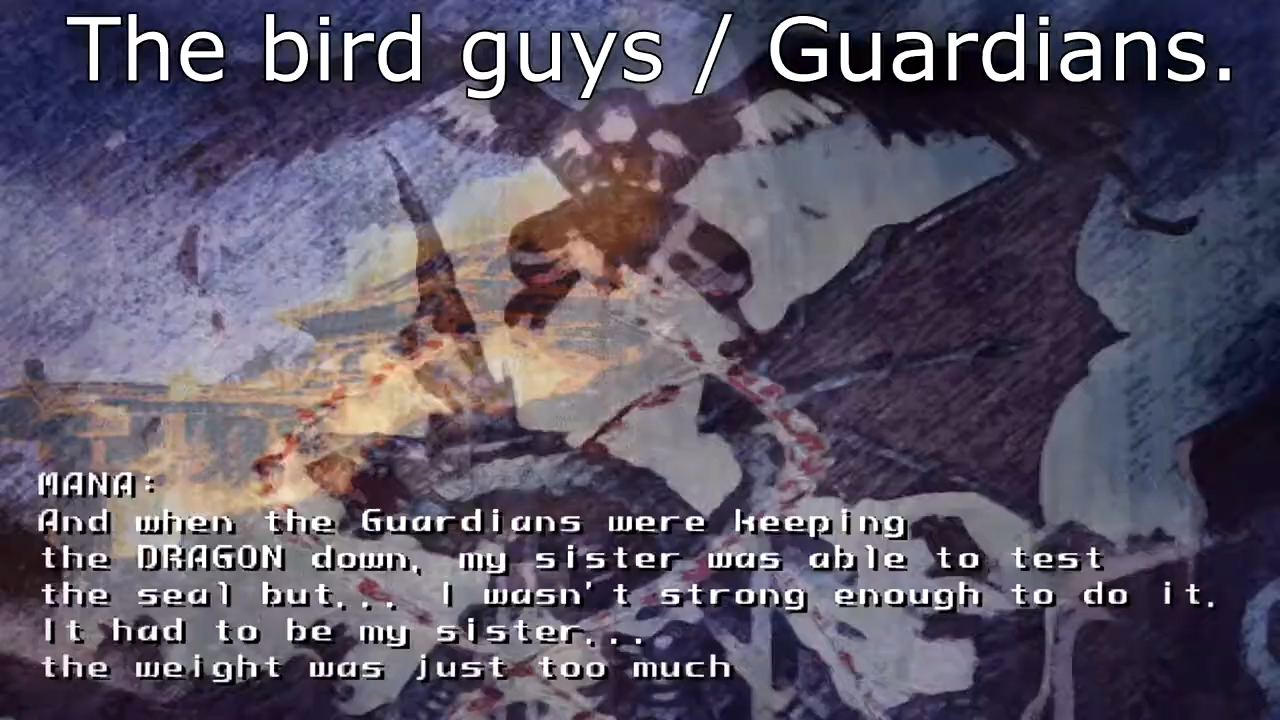 The bird guys / Guardians.
MANA:
And when the Guardians were keeping
the DRAGON down, my sister was able to test
the seal but... I wasn't strong enough to do it.
It had to be my sister...
the weight was just too much